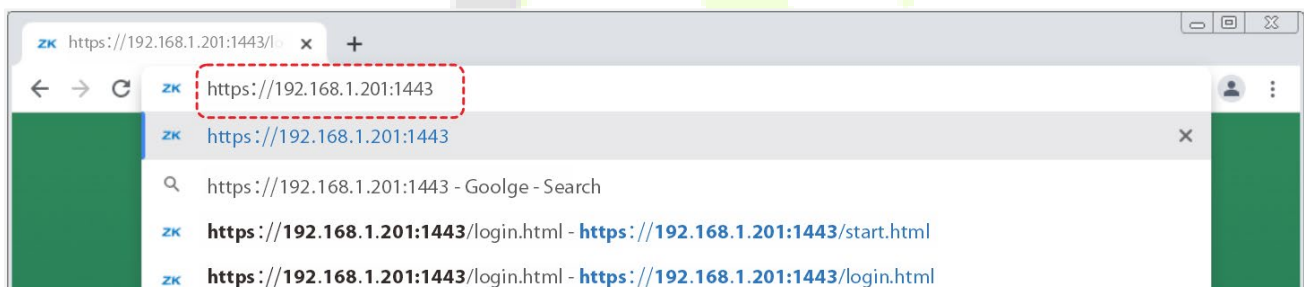 ZK https://192.168.1.201:1443/l
ZK https://192.168.1.201:1443
ZK https://192.168.1.201:1443
https://192.168.1.201:1443 - Goolge - Search
ZK https://192.168.1.201:1443/login.html - https://192.168.1.201:1443/start.html
ZK https://192.168.1.201:1443/login.html - https://192.168.1.201:1443/login.html